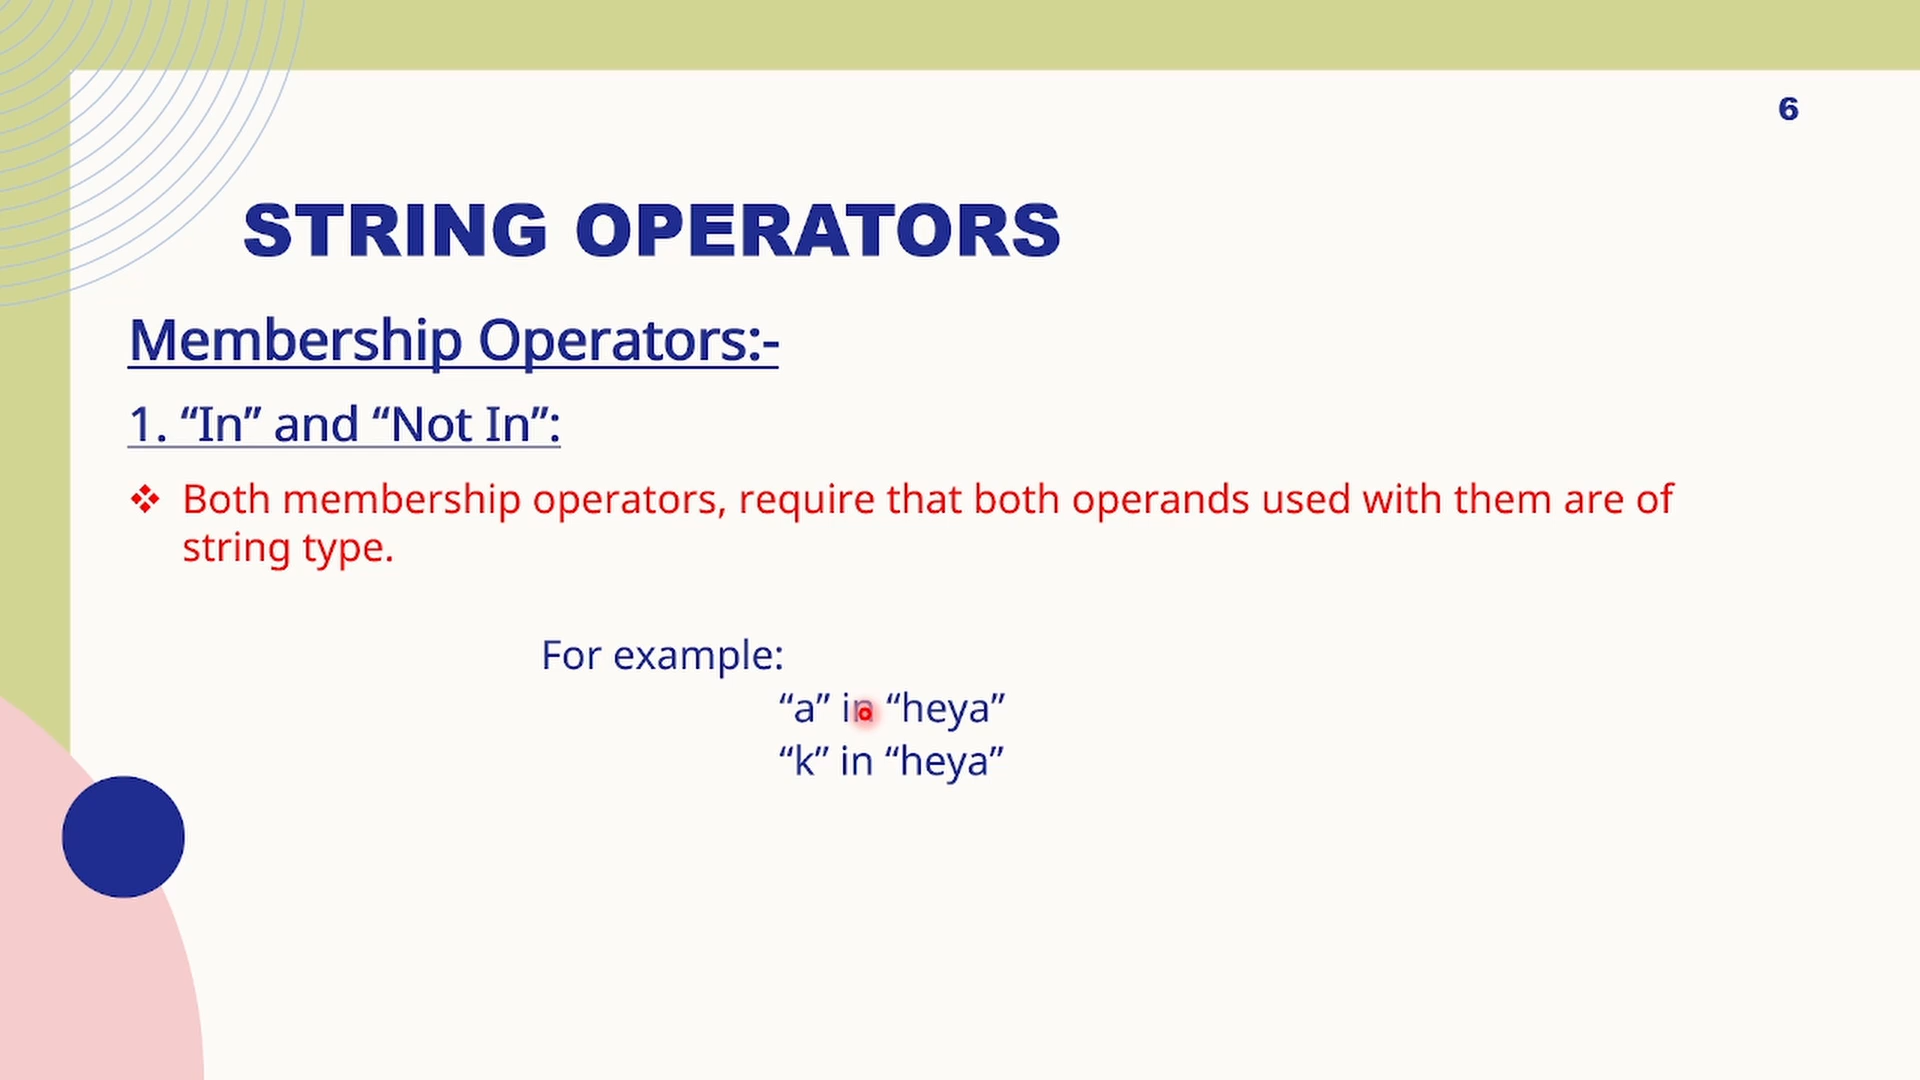 6
STRING OPERATORS
Membership Operators:-
1. “In” and “Not In”:
❖ Both membership operators, require that both operands used with them are of
string type.
For example:
“a” in “heya”
“k” in “heya”